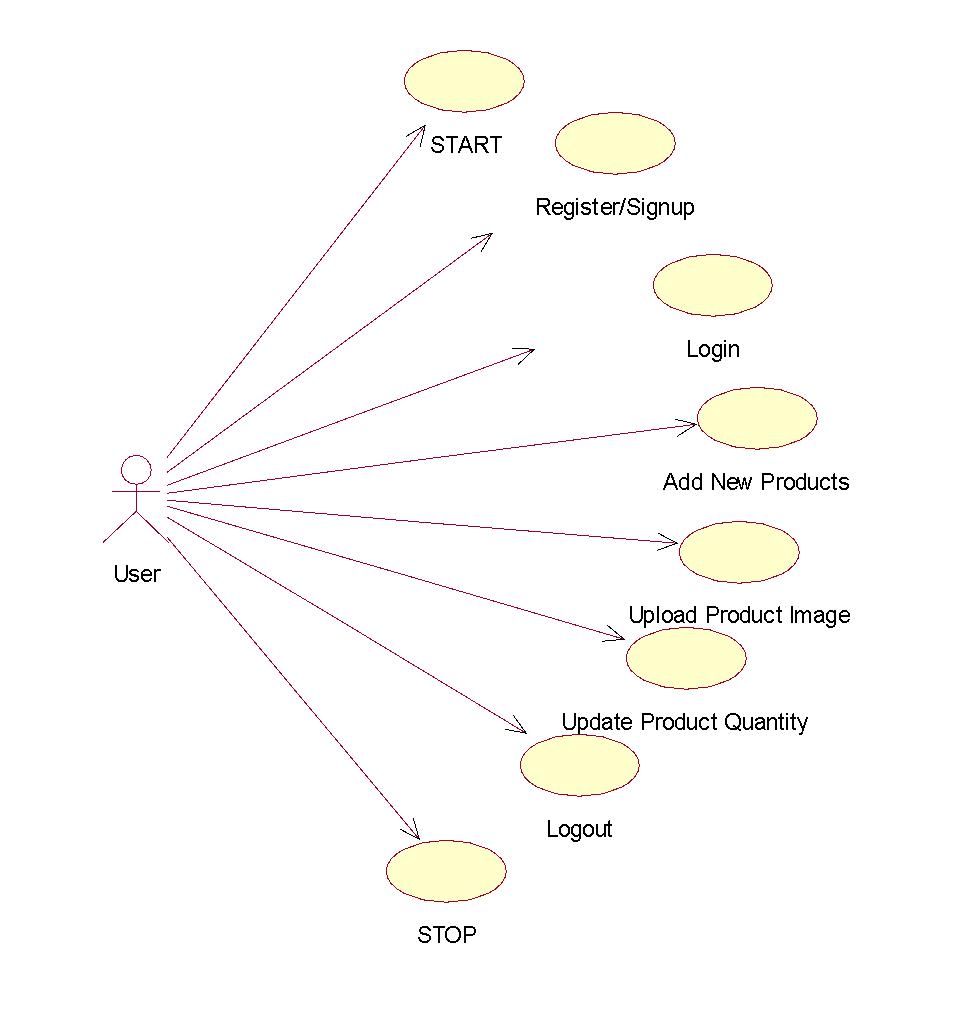 START
Register/Signup
Login
Add New Products
User
Upload Product Image
Update Product Quantity
Logout
STOP